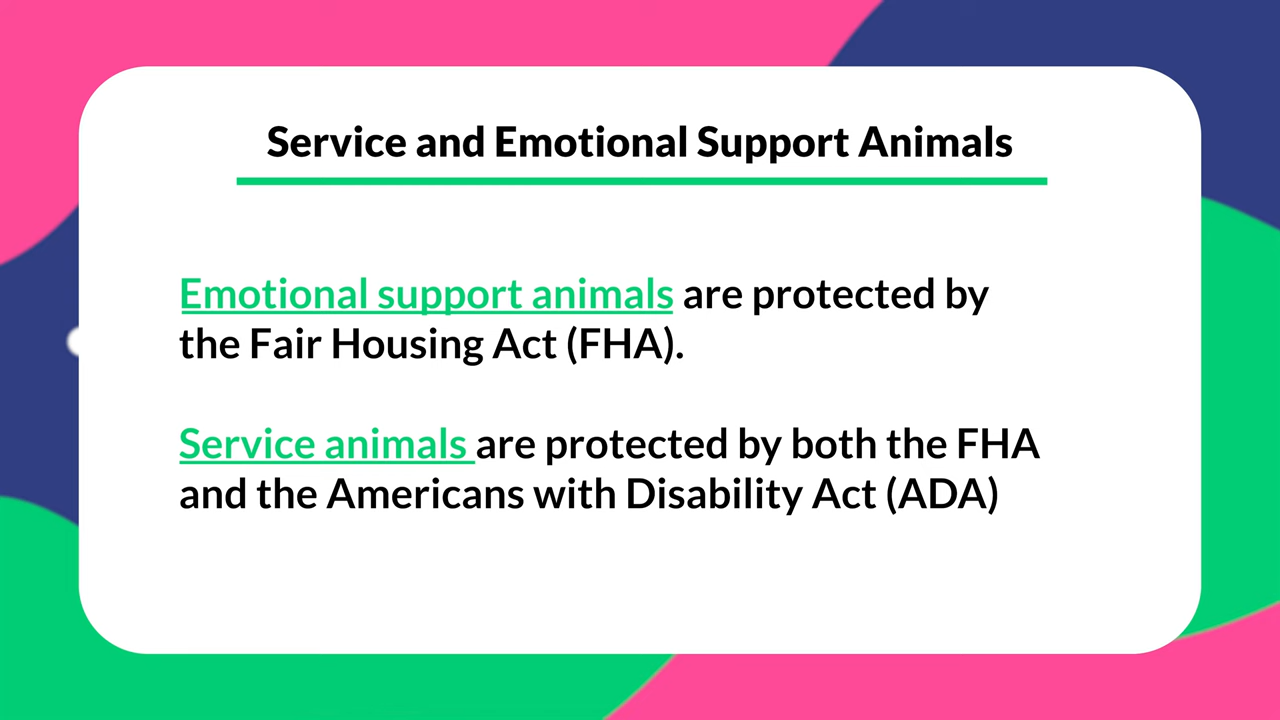 Service and Emotional Support Animals
Emotional support animals are protected by
the Fair Housing Act (FHA).
Service animals are protected by both the FHA
and the Americans with Disability Act (ADA)